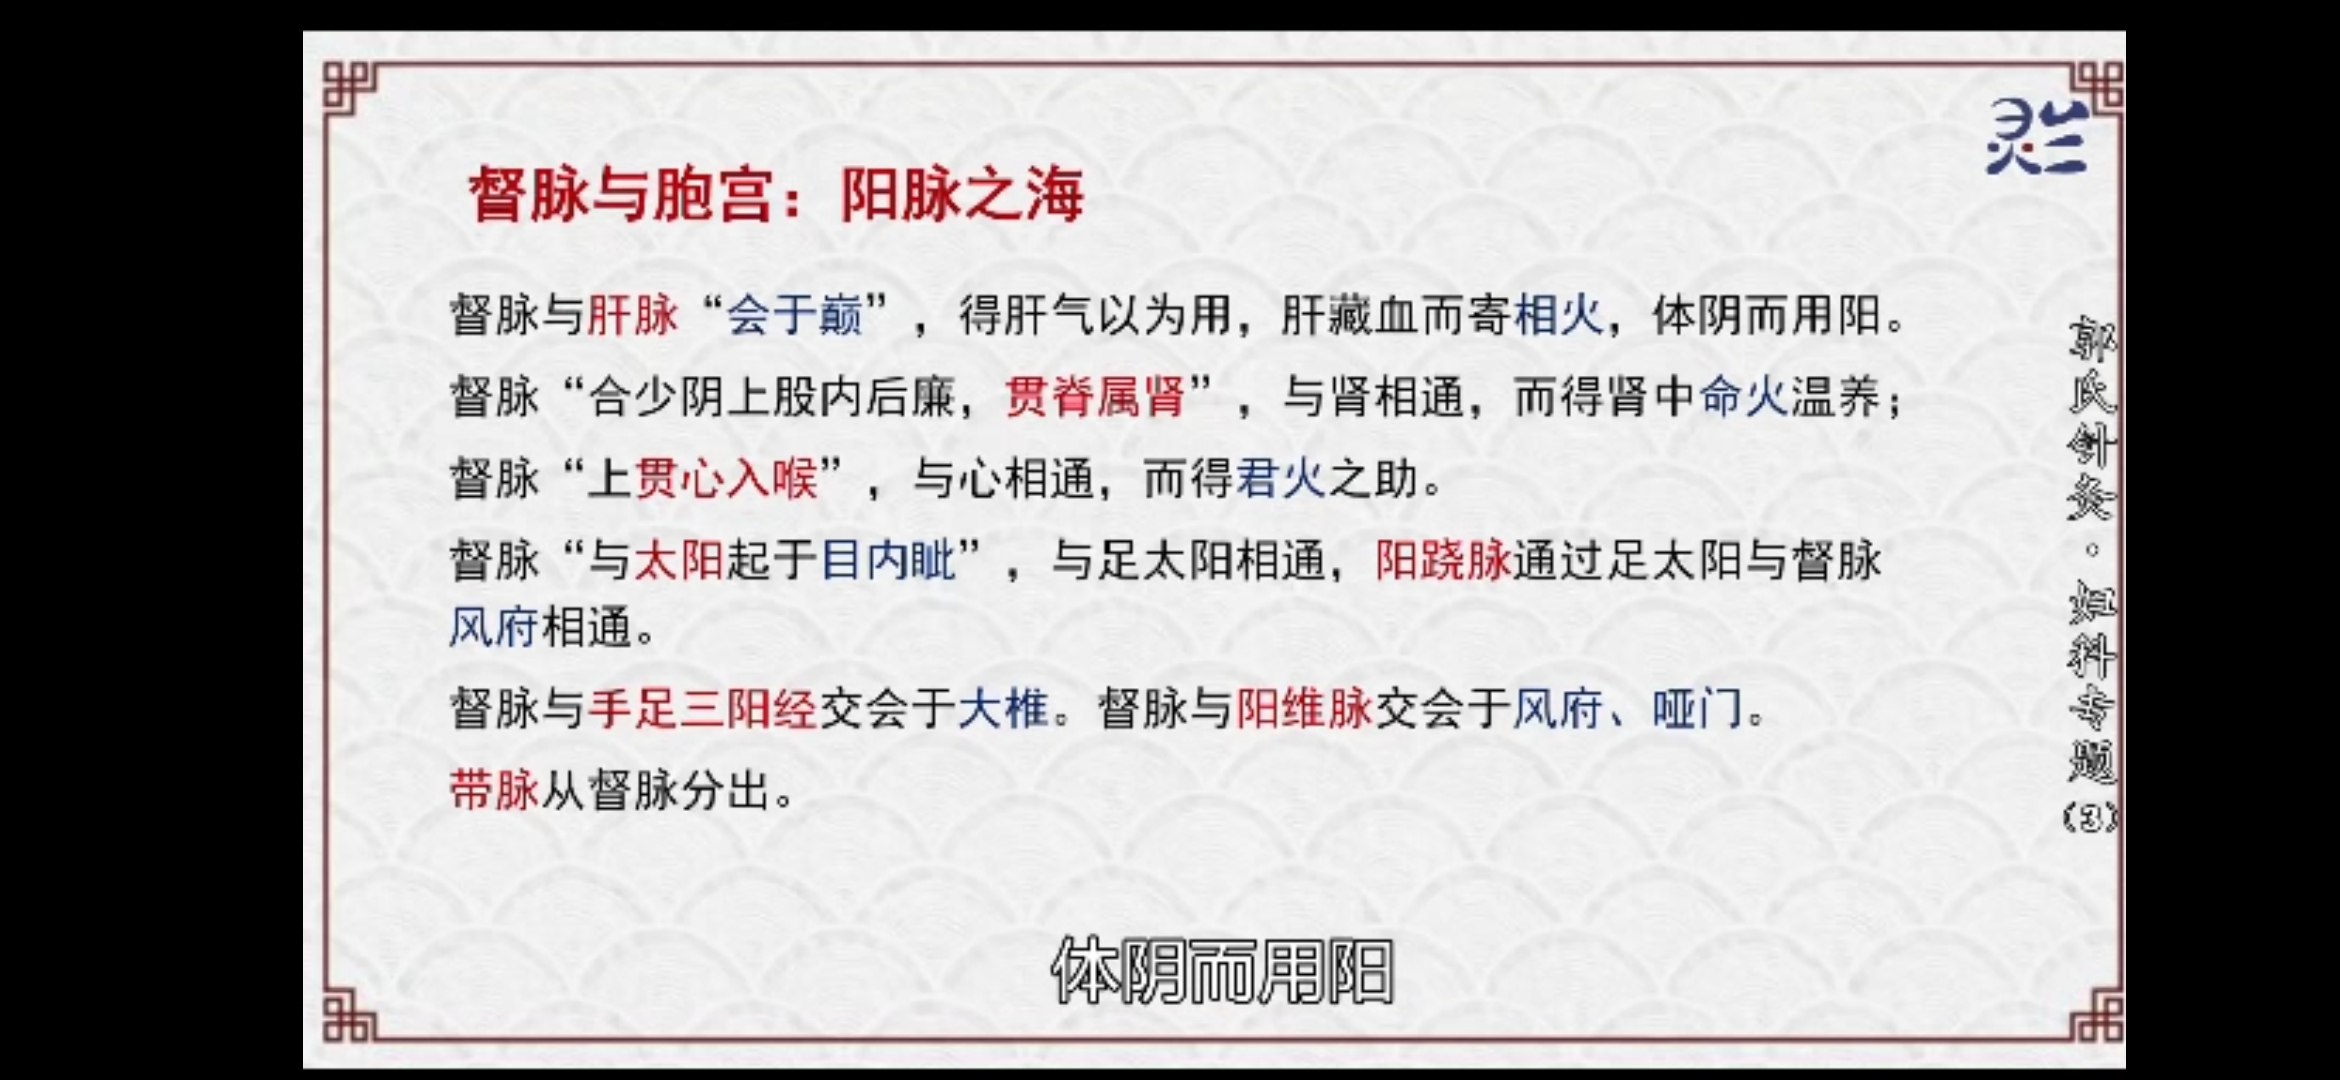 督脉与胞宫：阳脉之海
督脉与肝脉“会于巅”，得肝气以为用，肝藏血而寄相火，体阴而用阳。
督脉“合少阴上股内后廉，贯脊属肾”，与肾相通，而得肾中命火温养；
督脉“上贯心入喉”，与心相通，而得君火之助。
督脉“与太阳起于目内眦”，与足太阳相通，阳跷脉通过足太阳与督脉
风府相通。
督脉与手足三阳经交会于大椎。督脉与阳维脉交会于风府、哑门。
带脉从督脉分出。
体阴而用阳
灵兰
郭氏针灸·妇科专题(3)